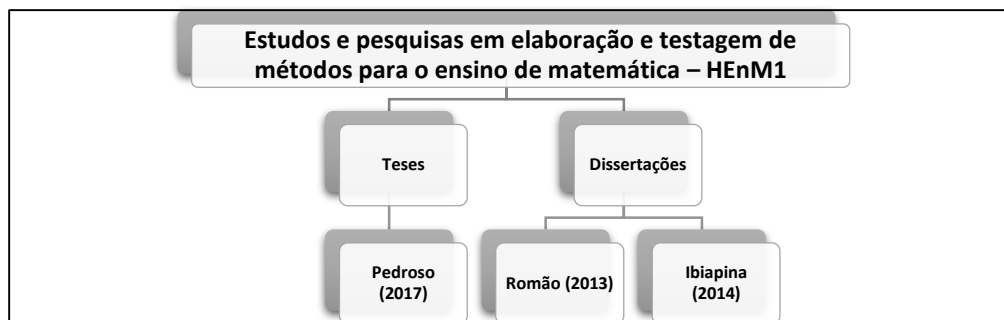 Estudos e pesquisas em elaboração e testagem de
métodos para o ensino de matemática – HEnM1
Teses
Dissertações
Pedroso
(2017)
Romão (2013)
Ibiapina
(2014)